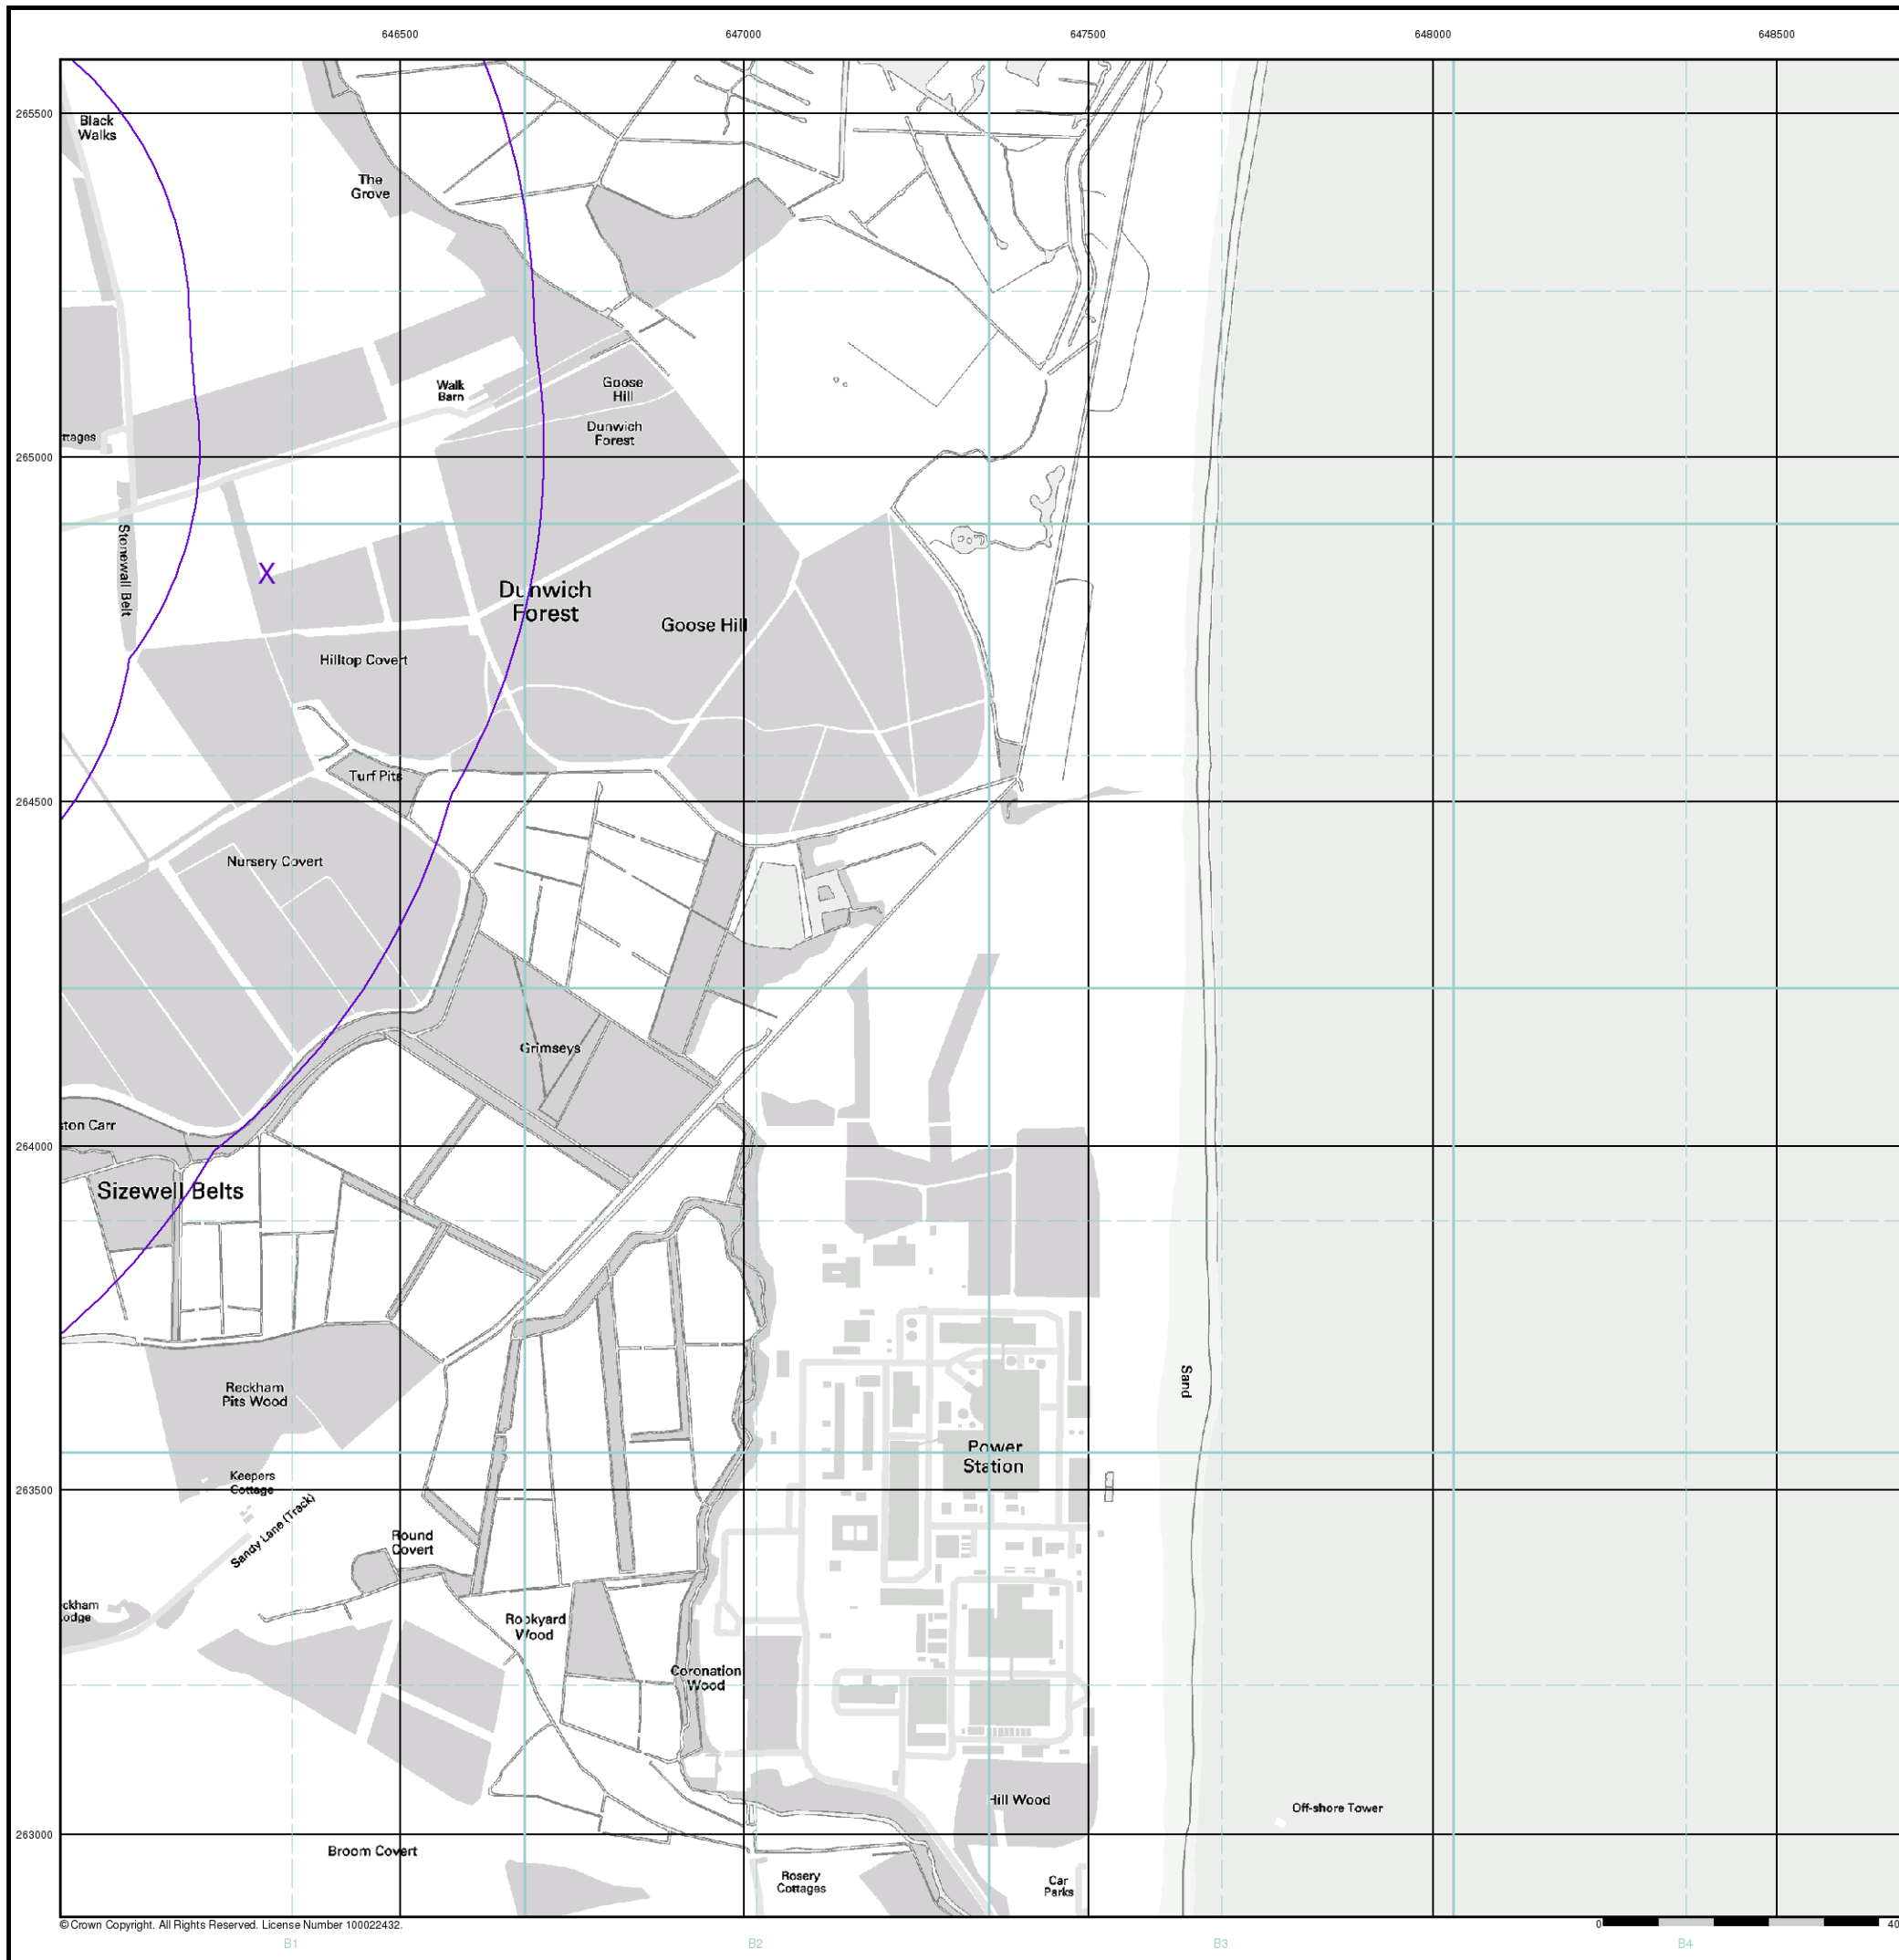 646500 647000 647500 648000 648500
265500
Black
Walks
The
Grove
Walk
Barn
Goose
Hill
Dunwich
Forest
ttages
265000
Stonewall Belt
X
Dunwich
Forest
Goose Hill
Hilltop Covert
Turf Pits
264500
Nursery Covert
Grimseys
ston Carr
264000
Sizewell Belts
Reckham
Pits Wood
Sand
Power
Station
Keepers
Cottage
263500
Sandy Lane (Track)
Round
Covert
eckham
Lodge
Rookyard
Wood
Coronation
Wood
Hill Wood
Off-shore Tower
263000
Broom Covert
Rosery
Cottages
Car
Parks
© Crown Copyright. All Rights Reserved. License Number 100022432.
0 40
B1 B2 B3 B4